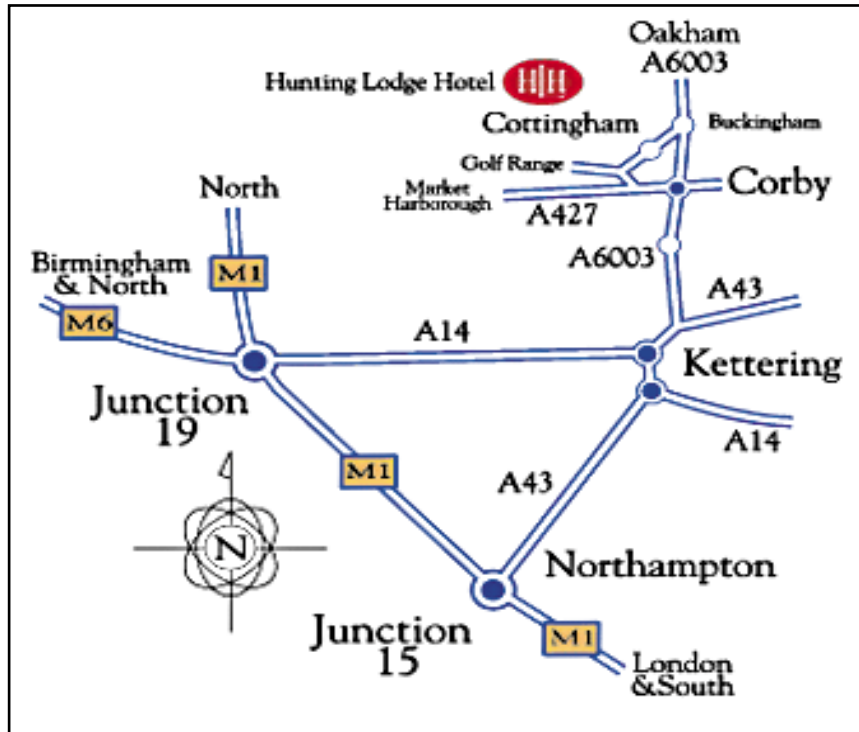 Oakham
A6003
Hunting Lodge Hotel
HLH
Cottingham
Buckingham
Golf Range
Market
Harborough
Corby
A427
North
A6003
Birmingham
& North
M1
A43
M6
A14
Kettering
Junction
19
A14
M1
A43
N
Northampton
Junction
15
M1
London
&South